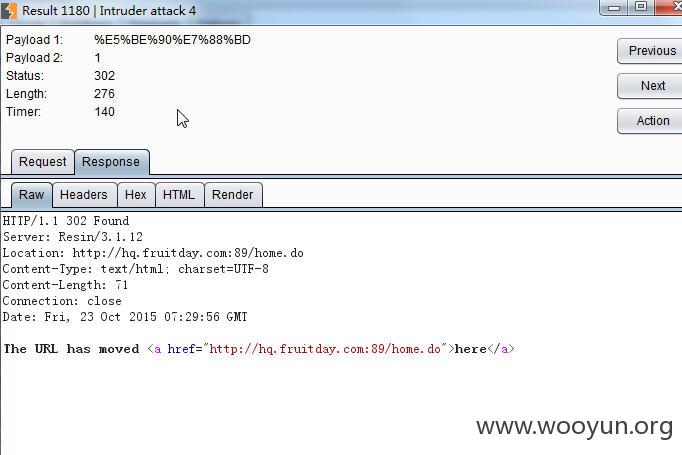 Result 1180 | Intruder attack 4
Payload 1: %E5%BE%90%E7%88%BD
Payload 2: 1
Status: 302
Length: 276
Timer: 140
Previous
Next
Action
Request Response
Raw Headers Hex HTML Render
HTTP/1.1 302 Found
Server: Resin/3.1.12
Location: http://hq.fruitday.com:89/home.do
Content-Type: text/html; charset=UTF-8
Content-Length: 71
Connection: close
Date: Fri, 23 Oct 2015 07:29:56 GMT
The URL has moved <a href="http://hq.fruitday.com:89/home.do">here</a>
www.wooyun.org